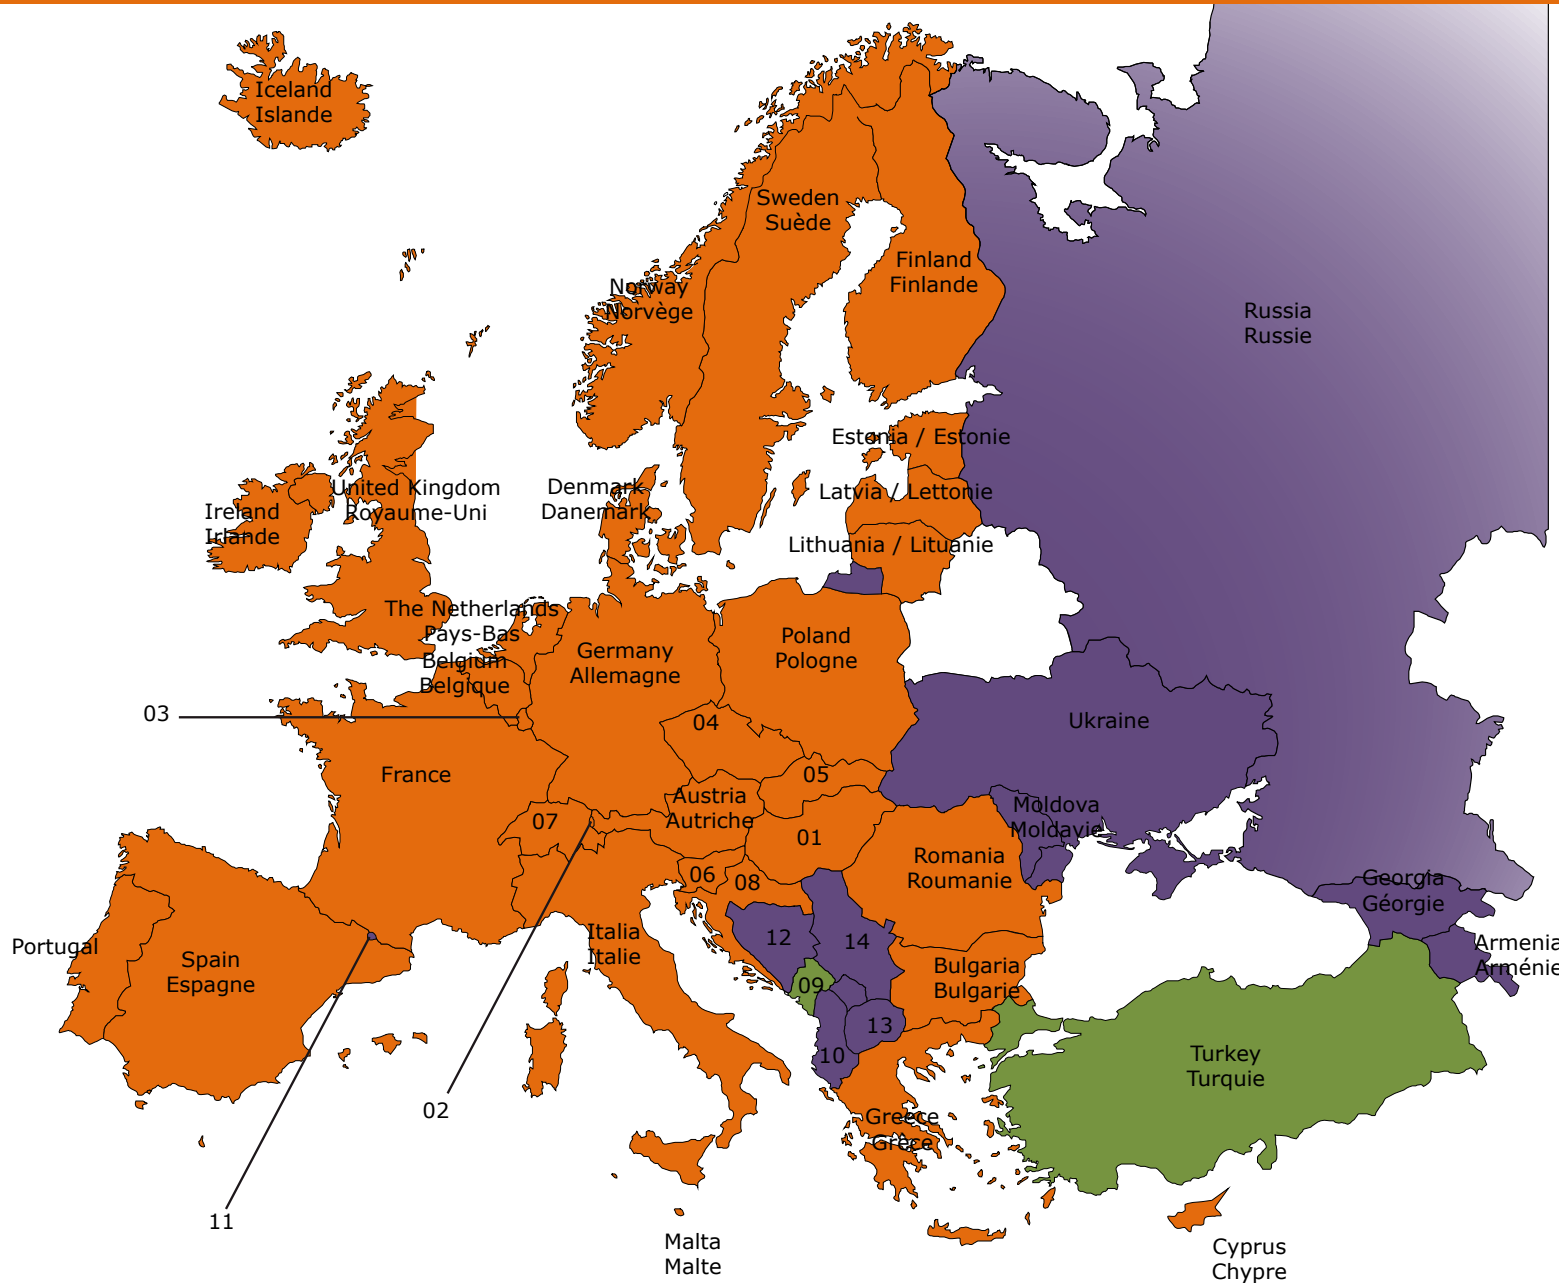 Iceland
Islande
Sweden
Suède
Finland
Finlande
Norway
Norvège
Russia
Russie
Estonia / Estonie
United Kingdom
Royaume-Uni
Denmark
Danemark
Latvia / Lettonie
Ireland
Irlande
Lithuania / Lituanie
The Netherlands
Pays-Bas
Belgium
Belgique
Germany
Allemagne
Poland
Pologne
03
04
Ukraine
France
05
Austria
Autriche
Moldova
Moldavie
07
01
Romania
Roumanie
06
08
Georgia
Géorgie
Portugal
Spain
Espagne
Italia
Italie
12
14
Bulgaria
Bulgarie
Armenia
Arménie
09
13
10
Turkey
Turquie
02
Greece
Grèce
11
Malta
Malte
Cyprus
Chypre